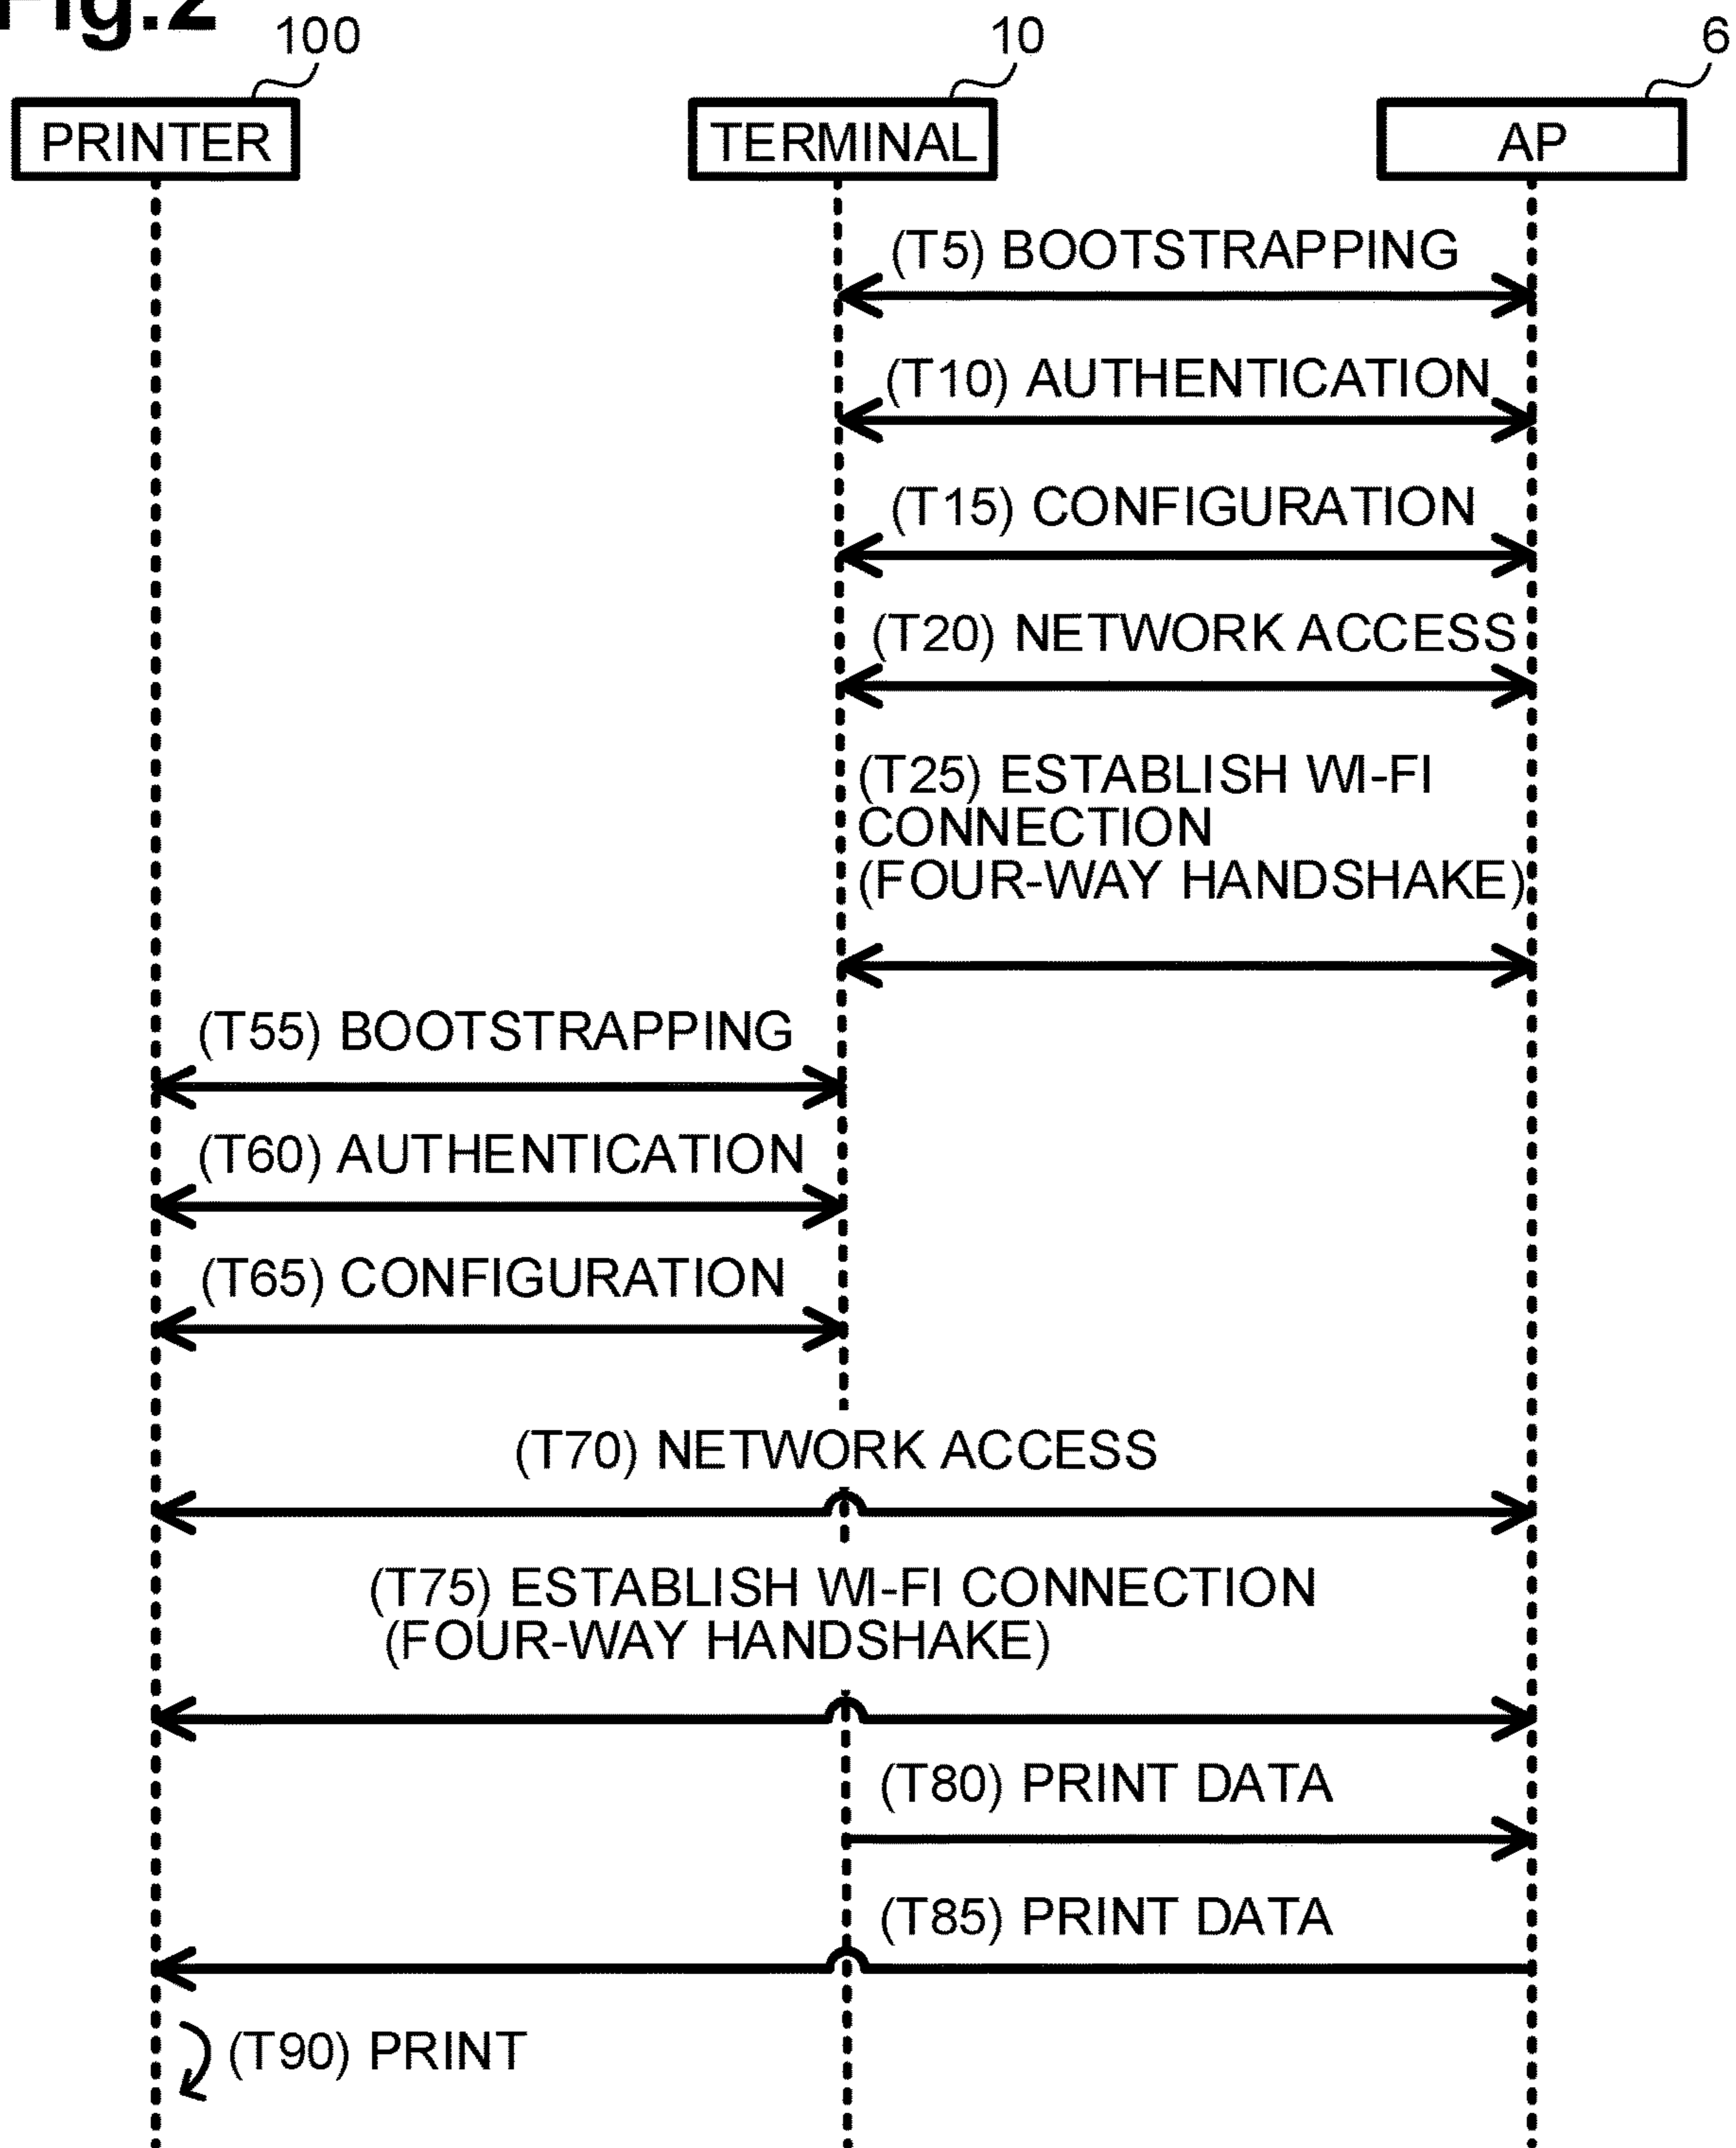 Fig.2
100
10
6
PRINTER
TERMINAL
AP
(T5) BOOTSTRAPPING
(T10) AUTHENTICATION
(T15) CONFIGURATION
(T20) NETWORK ACCESS
(T25) ESTABLISH WI-FI
CONNECTION
(FOUR-WAY HANDSHAKE)
(T55) BOOTSTRAPPING
(T60) AUTHENTICATION
(T65) CONFIGURATION
(T70) NETWORK ACCESS
(T75) ESTABLISH WI-FI CONNECTION
(FOUR-WAY HANDSHAKE)
(T80) PRINT DATA
(T85) PRINT DATA
(T90) PRINT